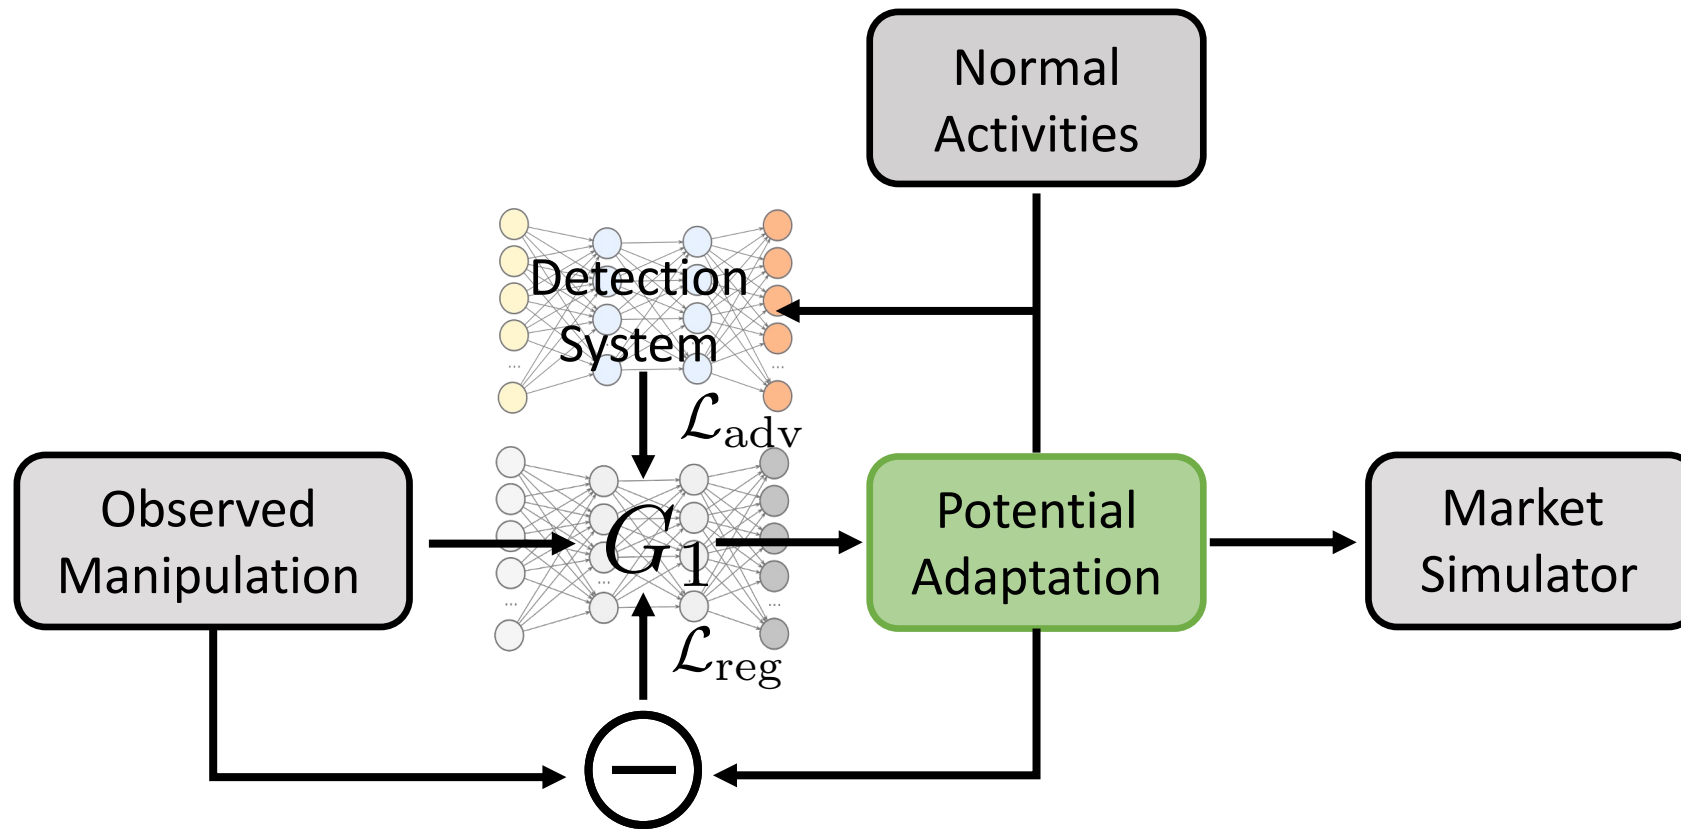 Normal
Activities
Detection
System
ℒadv
Observed
Manipulation
G1
Potential
Adaptation
Market
Simulator
ℒreg
−